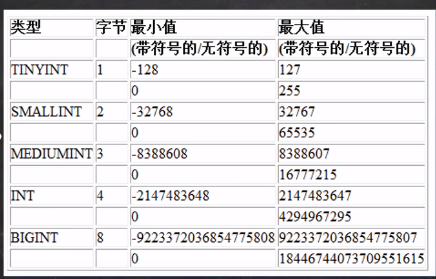 类型 字节 最小值 最大值
(带符号的/无符号的) (带符号的/无符号的)
TINYINT 1 -128 127
0 255
SMALLINT 2 -32768 32767
0 65535
MEDIUMINT 3 -8388608 8388607
0 16777215
INT 4 -2147483648 2147483647
0 4294967295
BIGINT 8 -9223372036854775808 9223372036854775807
0 18446744073709551615